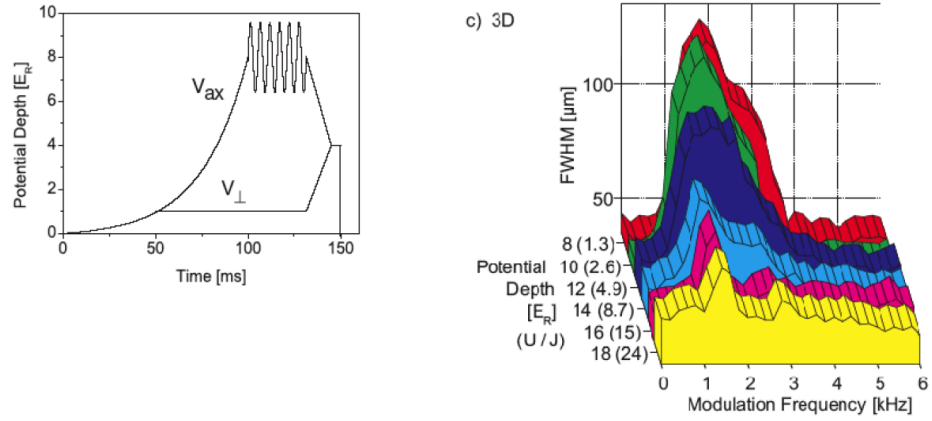 10
8
6
4
2
0
Potential Depth [E_R]
V_ax
V_⊥
0 50 100 150
Time [ms]
c) 3D
FWHM [µm]
100
50
8 (1.3)
Potential 10 (2.6)
Depth 12 (4.9)
[E_R] 14 (8.7)
(U / J) 16 (15)
18 (24)
0 1 2 3 4 5 6
Modulation Frequency [kHz]